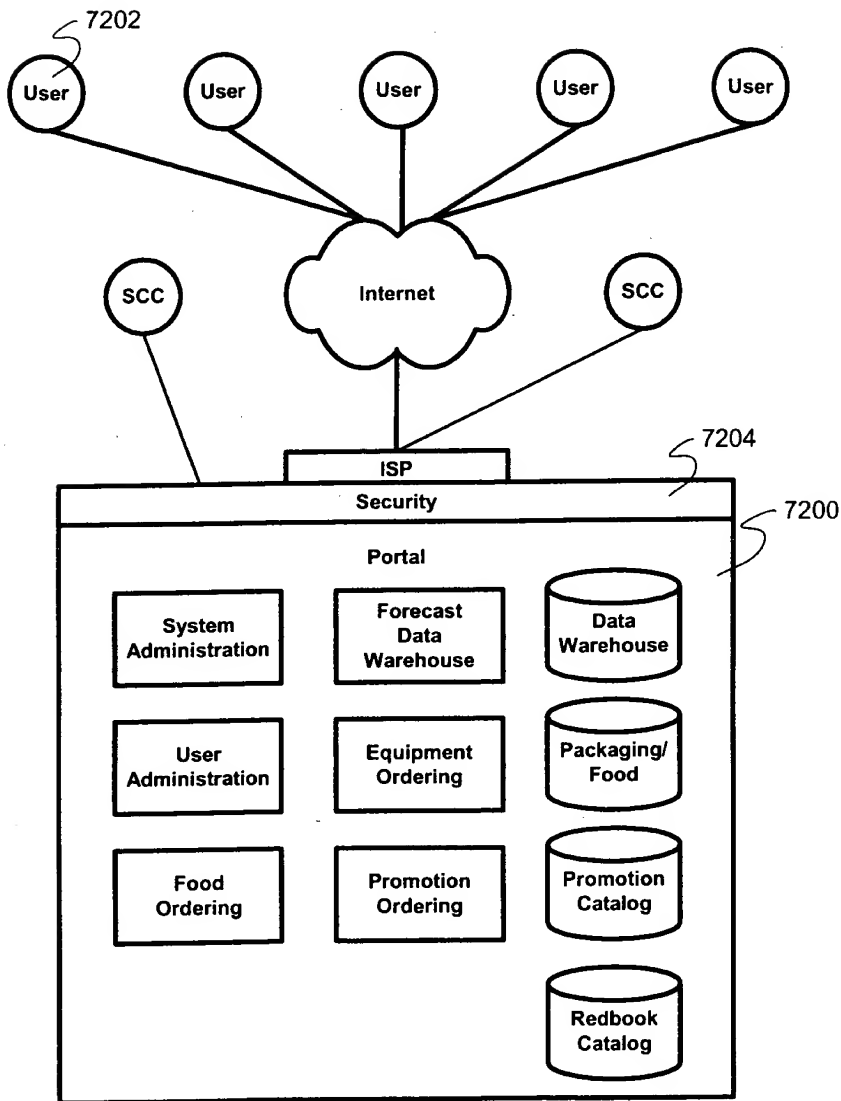 7202
User
User
User
User
User
SCC
Internet
SCC
ISP
7204
Security
7200
Portal
System
Administration
Forecast
Data
Warehouse
Data
Warehouse
User
Administration
Equipment
Ordering
Packaging/
Food
Food
Ordering
Promotion
Ordering
Promotion
Catalog
Redbook
Catalog